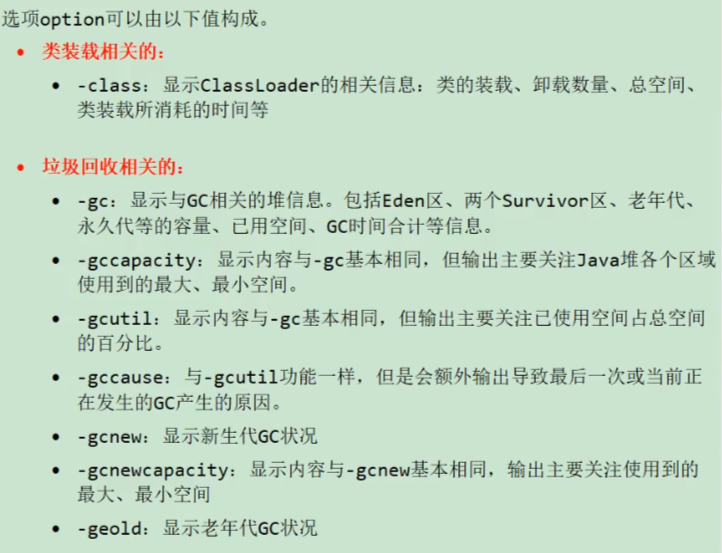 选项option可以由以下值构成。
• 类装载相关的：
• -class：显示ClassLoader的相关信息：类的装载、卸载数量、总空间、
类装载所消耗的时间等
• 垃圾回收相关的：
• -gc：显示与GC相关的堆信息。包括Eden区、两个Survivor区、老年代、
永久代等的容量、已用空间、GC时间合计等信息。
• -gccapacity：显示内容与-gc基本相同，但输出主要关注Java堆各个区域
使用到的最大、最小空间。
• -gcutil：显示内容与-gc基本相同，但输出主要关注已使用空间占总空间
的百分比。
• -gccause：与-gcutil功能一样，但是会额外输出导致最后一次或当前正
在发生的GC产生的原因。
• -gcnew：显示新生代GC状况
• -gcnewcapacity：显示内容与-gcnew基本相同，输出主要关注使用到的
最大、最小空间
• -geold：显示老年代GC状况